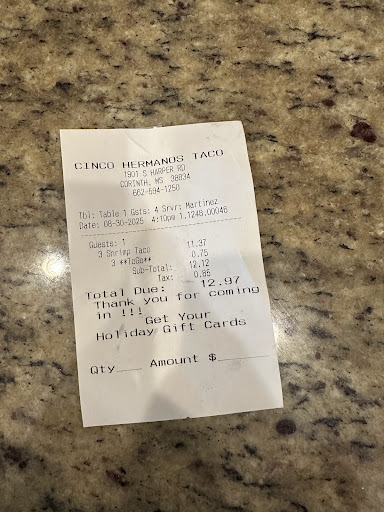 CINCO HERMANOS TACO
1901 S HARPER RD
CORINTH, MS 38834
662-594-1250
Tbl: Table 1 Gsts: 4 Srvr: Martinez
Date: 08-30-2025 4:10pm 1.1248.00046
Guests: 1
3 Shrimp Taco 11.37
3 **ToGo** 0.75
Sub-Total: 12.12
Tax: 0.85
Total Due: 12.97
Thank you for coming
in !!!
Get Your
Holiday Gift Cards
Qty___ Amount $_______